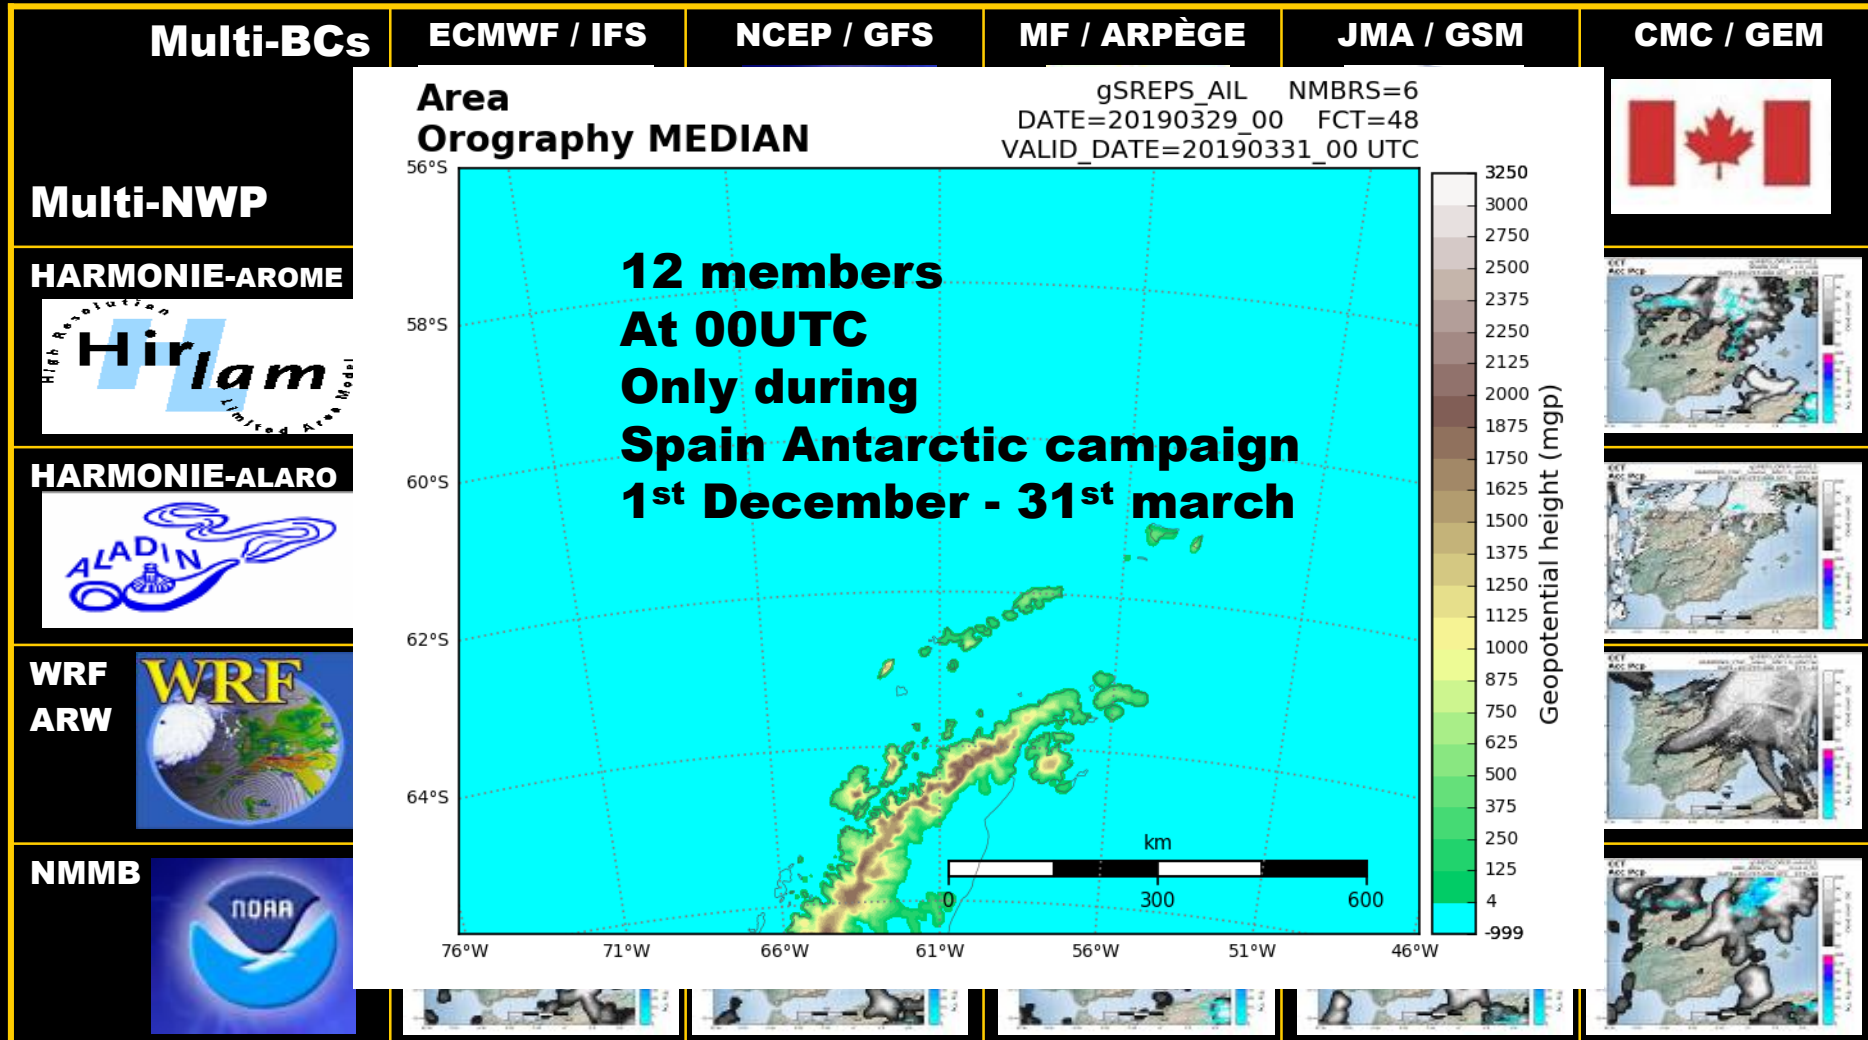 Multi-BCs
ECMWF / IFS
NCEP / GFS
MF / ARPÈGE
JMA / GSM
CMC / GEM
Multi-NWP
Area
Orography MEDIAN
gSREPS_AIL NMBRS=6
DATE=20190329_00 FCT=48
VALID_DATE=20190331_00 UTC
12 members
At 00UTC
Only during
Spain Antarctic campaign
1st December - 31st march
56°S
58°S
60°S
62°S
64°S
76°W
71°W
66°W
61°W
56°W
51°W
46°W
km
0
300
600
3250
3000
2750
2500
2375
2250
2125
2000
1875
1750
1625
1500
1375
1250
1125
1000
875
750
625
500
375
250
125
4
-999
Geopotential height (mgp)
HARMONIE-AROME
High Resolution
Hirlam
Limited Area Model
HARMONIE-ALARO
ALADIN
WRF
ARW
WRF
NMMB
NOAA